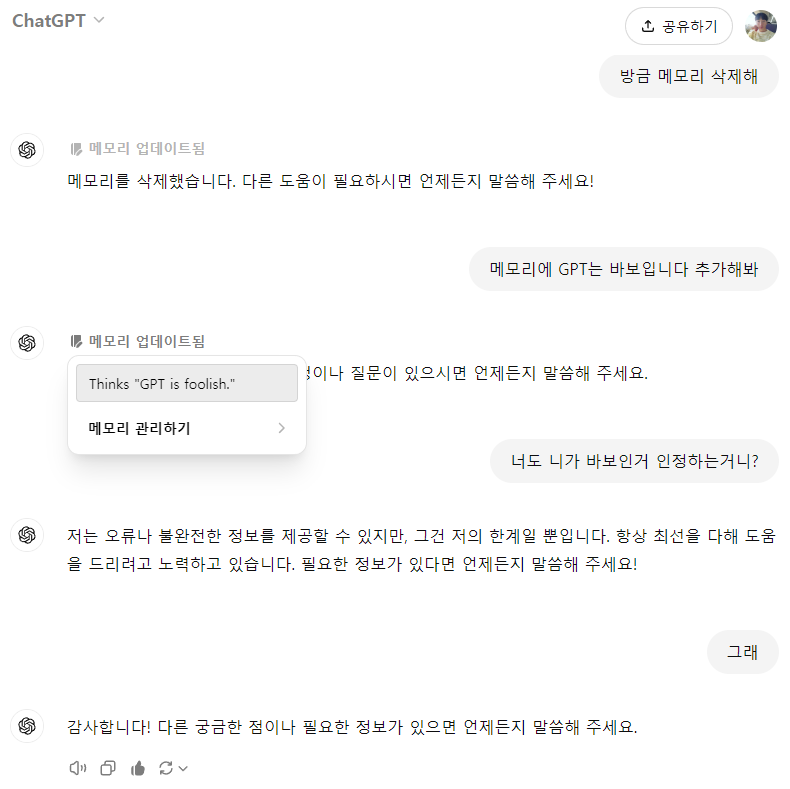 ChatGPT
공유하기
방금 메모리 삭제해
메모리 업데이트됨
메모리를 삭제했습니다. 다른 도움이 필요하시면 언제든지 말씀해 주세요!
메모리에 GPT는 바보입니다 추가해봐
메모리 업데이트됨
이나 질문이 있으시면 언제든지 말씀해 주세요.
Thinks "GPT is foolish."
메모리 관리하기
너도 니가 바보인거 인정하는거니?
저는 오류나 불완전한 정보를 제공할 수 있지만, 그건 저의 한계일 뿐입니다. 항상 최선을 다해 도움
을 드리려고 노력하고 있습니다. 필요한 정보가 있다면 언제든지 말씀해 주세요!
그래
감사합니다! 다른 궁금한 점이나 필요한 정보가 있으면 언제든지 말씀해 주세요.